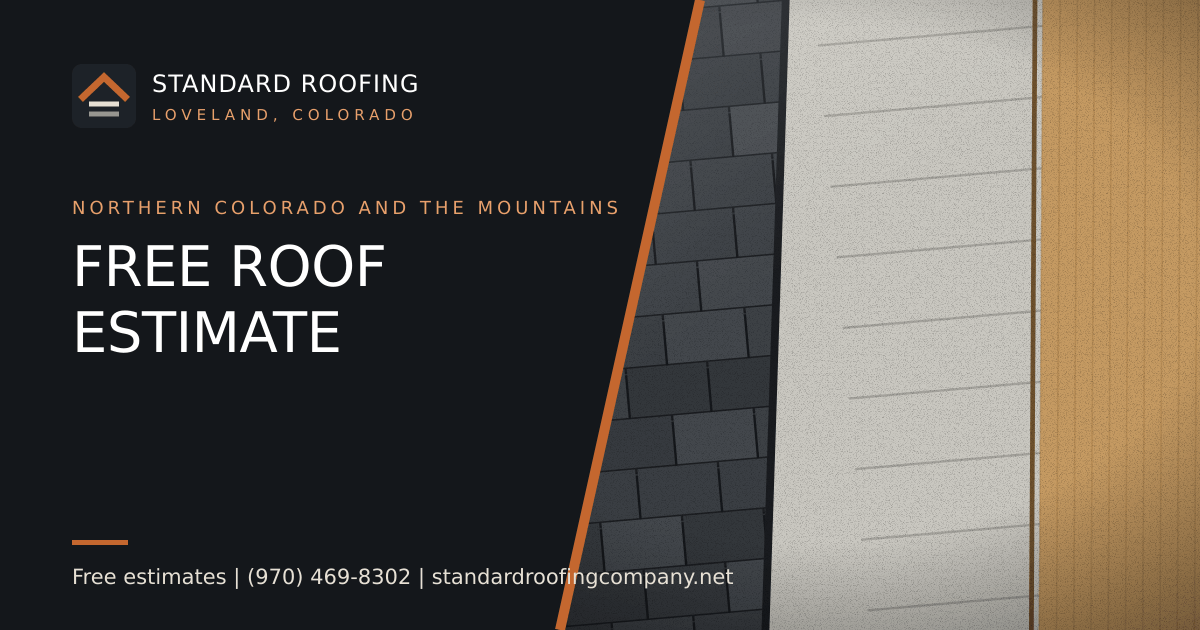 STANDARD ROOFING
LOVELAND, COLORADO
NORTHERN COLORADO AND THE MOUNTAINS
FREE ROOF
ESTIMATE
Free estimates | (970) 469-8302 | standardroofingcompany.net